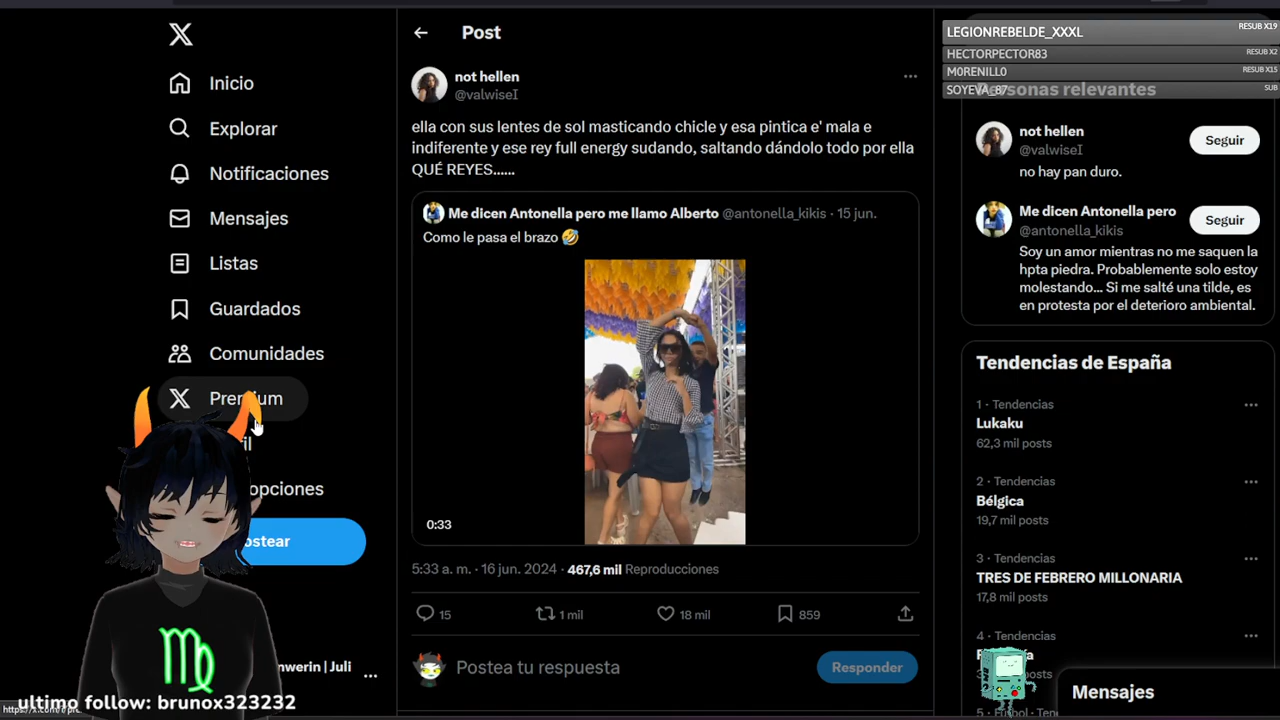 Inicio
Explorar
Notificaciones
Mensajes
Listas
Guardados
Comunidades
Premium
opciones
nwerin | Juli
ultimo follow: brunox323232
Post
not hellen
@valwiseI
ella con sus lentes de sol masticando chicle y esa pintica e' mala e
indiferente y ese rey full energy sudando, saltando dándolo todo por ella
QUÉ REYES......
Me dicen Antonella pero me llamo Alberto @antonella_kikis · 15 jun.
Como le pasa el brazo 🤣
0:33
5:33 a. m. · 16 jun. 2024 · 467,6 mil Reproducciones
15
1 mil
18 mil
859
Postea tu respuesta
Responder
LEGIONREBELDE_XXXL RESUB X19
HECTORPECTOR83 RESUB X2
M0RENILL0 RESUB X15
SOYEVA_87 SUB
Personas relevantes
not hellen
@valwiseI
Seguir
no hay pan duro.
Me dicen Antonella pero
@antonella_kikis
Seguir
Soy un amor mientras no me saquen la
hpta piedra. Probablemente solo estoy
molestando... Si me salté una tilde, es
en protesta por el deterioro ambiental.
Tendencias de España
1 · Tendencias
Lukaku
62,3 mil posts
2 · Tendencias
Bélgica
19,7 mil posts
3 · Tendencias
TRES DE FEBRERO MILLONARIA
17,8 mil posts
4 · Tendencias
Mensajes